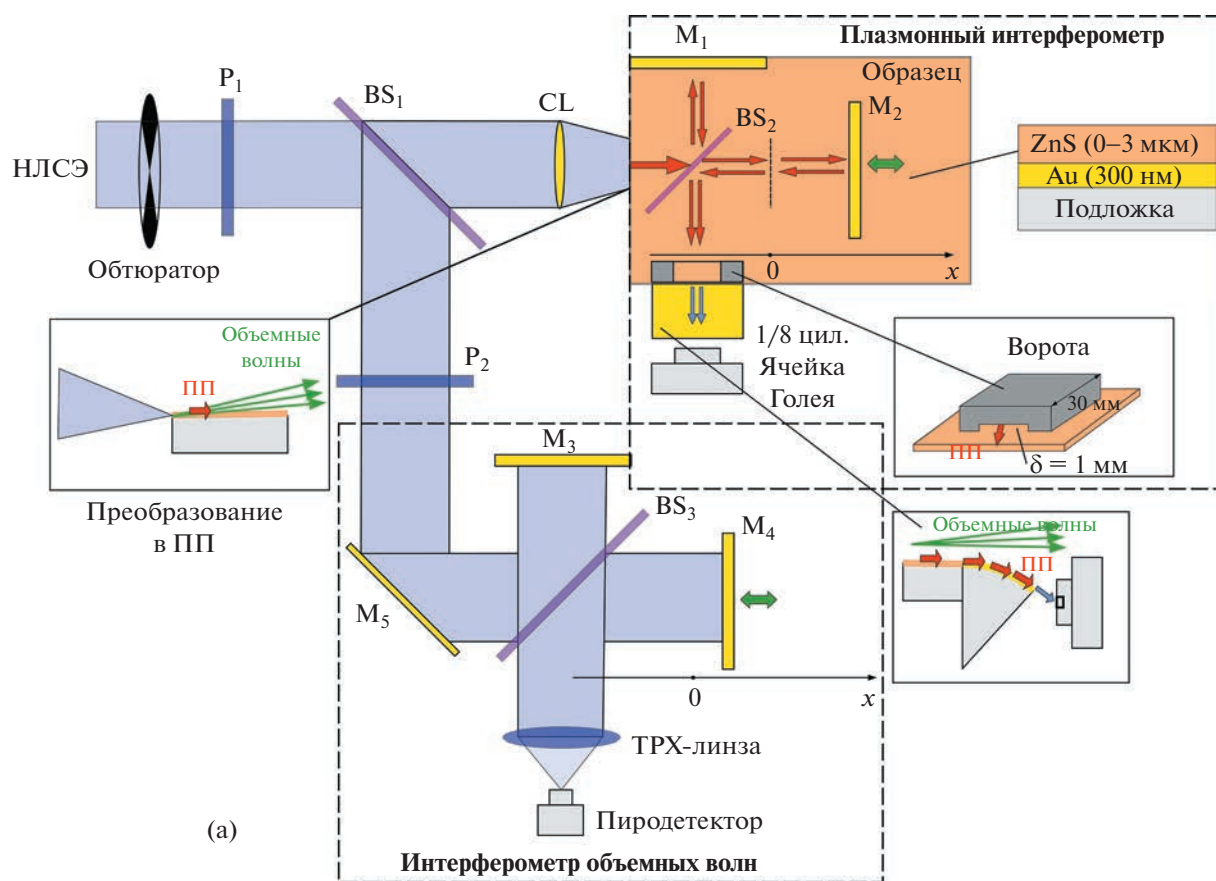 Плазмонный интерферометр
M₁
Образец
P₁
BS₁
CL
BS₂
M₂
НЛСЭ
ZnS (0–3 мкм)
Au (300 нм)
Подложка
Обтюратор
0
x
Объемные
волны
ПП
P₂
1/8 цил.
Ячейка
Голея
Ворота
30 мм
ПП
δ = 1 мм
Преобразование
в ПП
M₃
BS₃
M₄
Объемные волны
ПП
M₅
0
x
ТРХ-линза
Пиродетектор
(а)
Интерферометр объемных волн